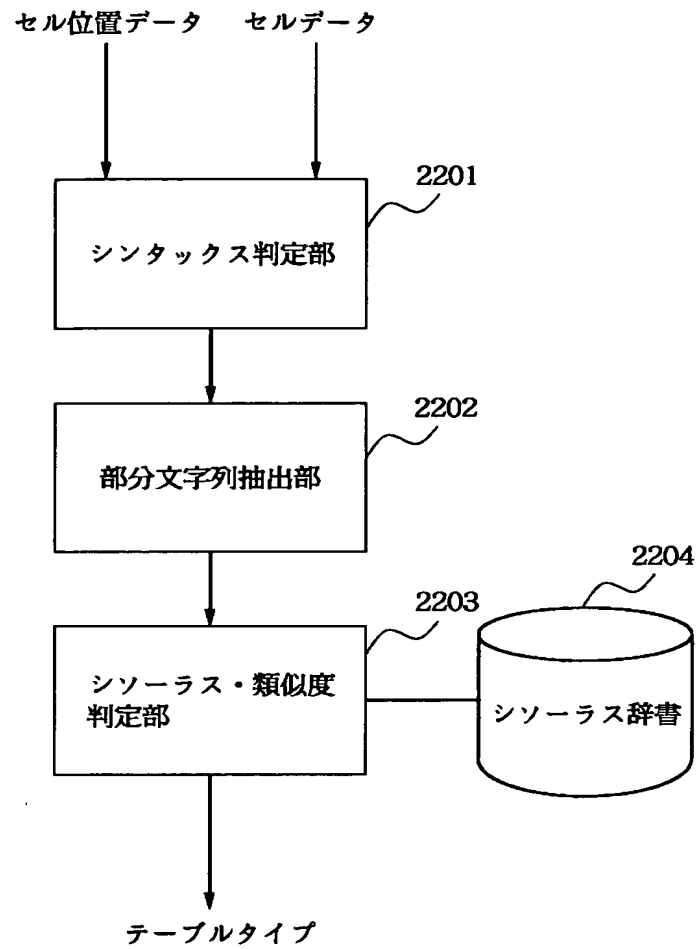 セル位置データ
セルデータ
2201
シンタックス判定部
2202
部分文字列抽出部
2203
シソーラス・類似度
判定部
2204
シソーラス辞書
テーブルタイプ